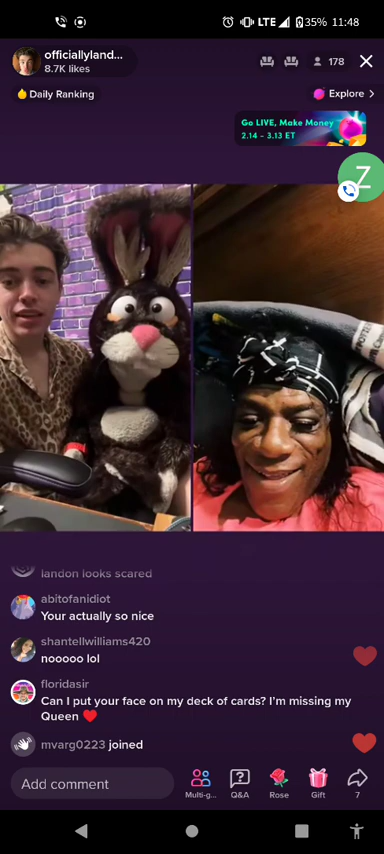 LTE 35% 11:48
officiallyland...
8.7K likes
178
Daily Ranking
Explore
Go LIVE, Make Money
2.14 - 3.13 ET
Z
landon looks scared
abitofanidiot
Your actually so nice
shantellwilliams420
nooooo lol
floridasir
Can I put your face on my deck of cards? I'm missing my
Queen ❤️
mvarg0223 joined
Add comment
Multi-g...
Q&A
Rose
Gift
7